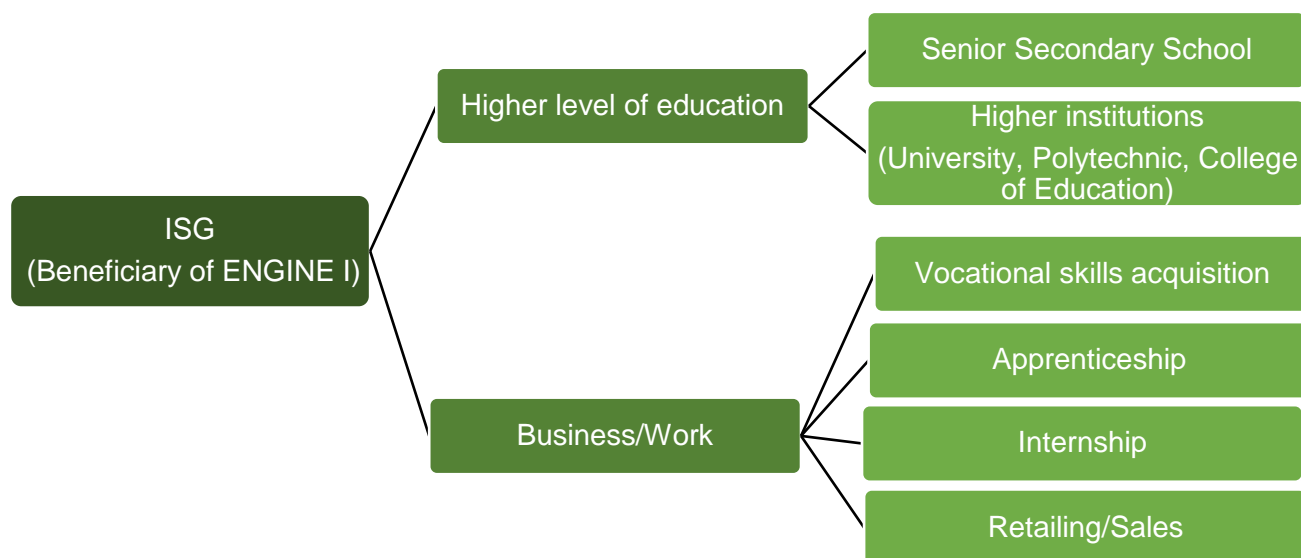 Senior Secondary School
Higher level of education
Higher institutions
(University, Polytechnic, College
of Education)
ISG
(Beneficiary of ENGINE I)
Vocational skills acquisition
Apprenticeship
Business/Work
Internship
Retailing/Sales